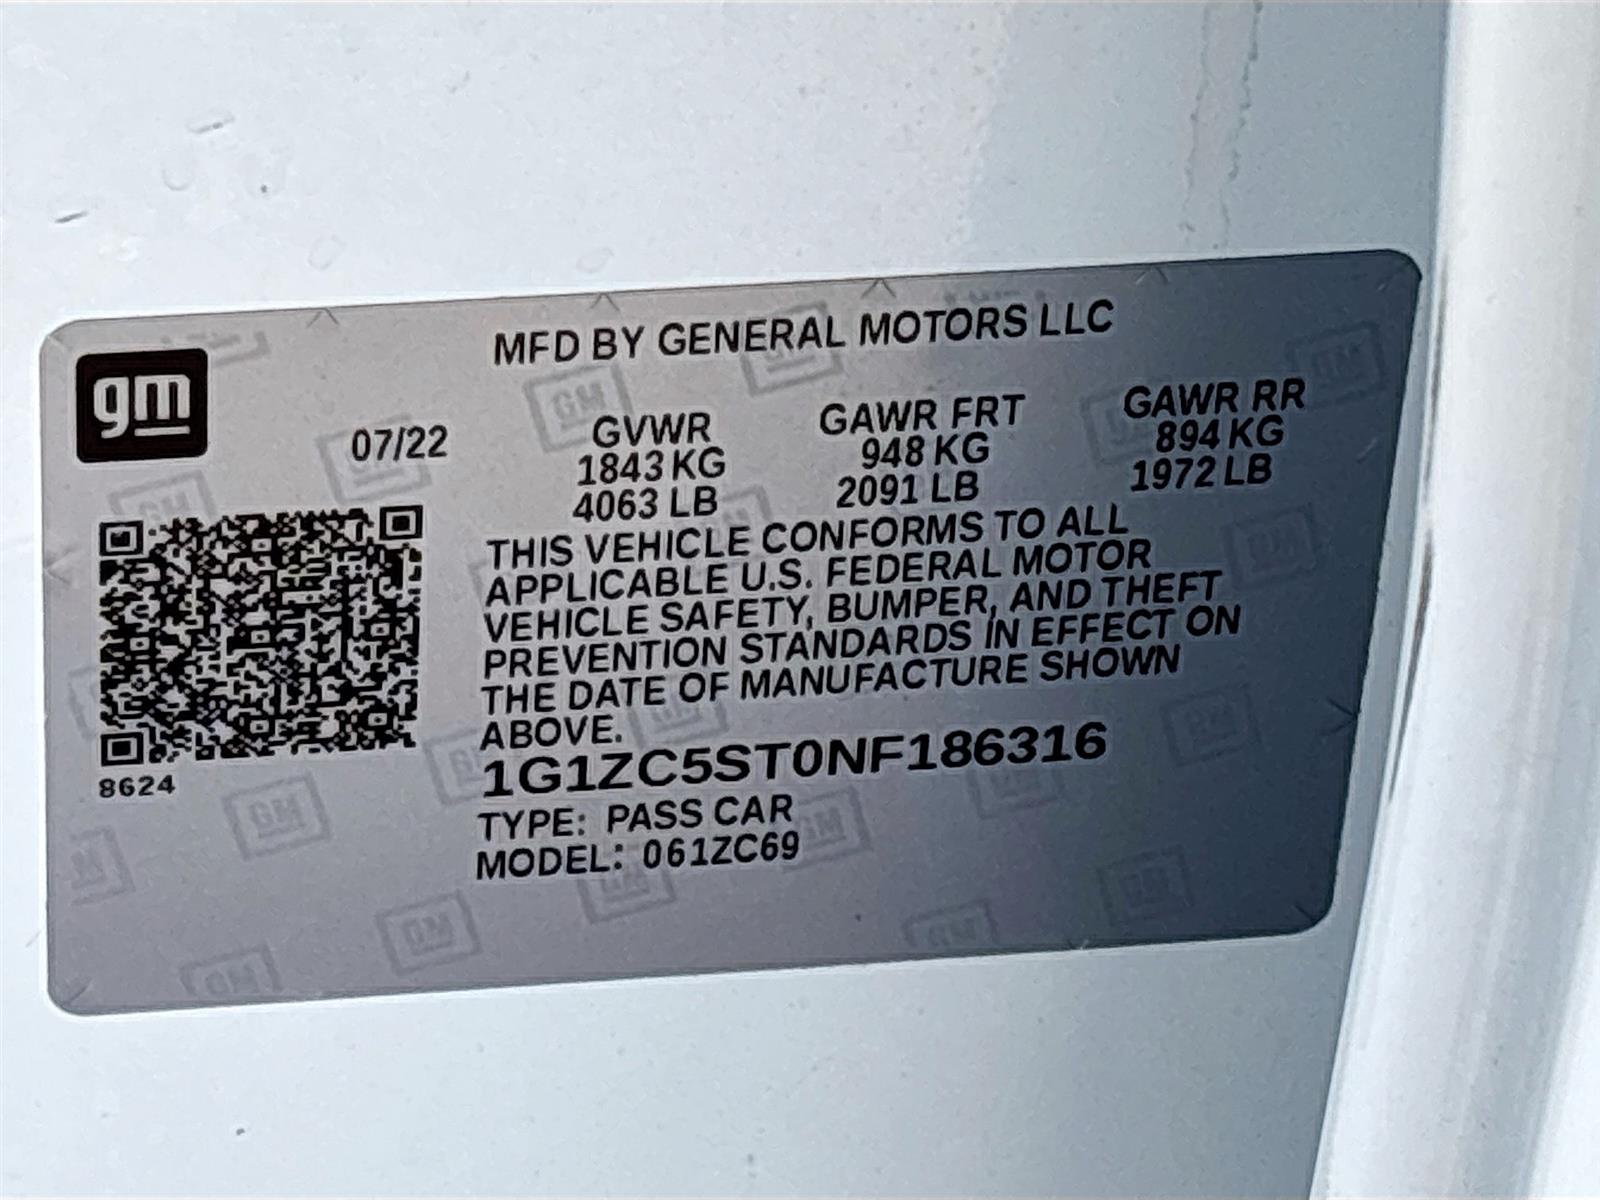 gm
MFD BY GENERAL MOTORS LLC
07/22
GVWR
1843 KG
4063 LB
GAWR FRT
948 KG
2091 LB
GAWR RR
894 KG
1972 LB
THIS VEHICLE CONFORMS TO ALL
APPLICABLE U.S. FEDERAL MOTOR
VEHICLE SAFETY, BUMPER, AND THEFT
PREVENTION STANDARDS IN EFFECT ON
THE DATE OF MANUFACTURE SHOWN
ABOVE.
1G1ZC5ST0NF186316
TYPE: PASS CAR
MODEL: 061ZC69
8624